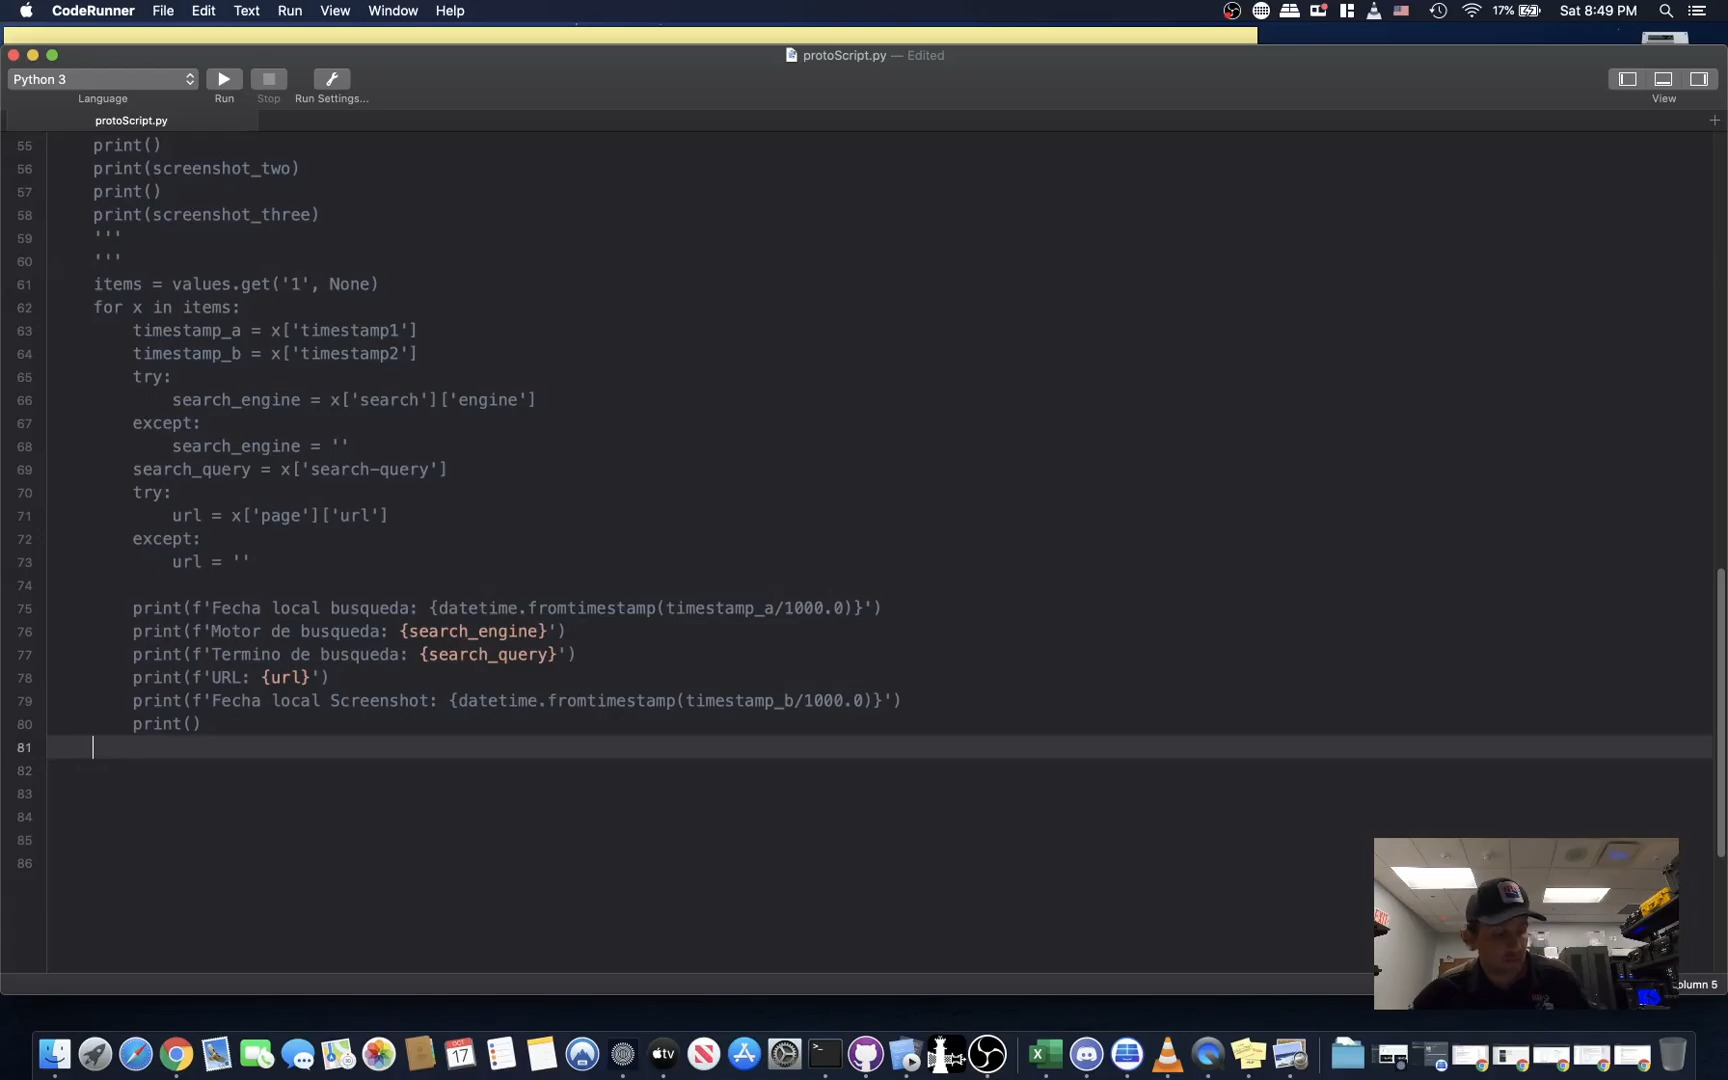 CodeRunner File Edit Text Run View Window Help
17% Sat 8:49 PM
protoScript.py — Edited
Python 3
Language Run Stop Run Settings... View
protoScript.py
55 print()
56 print(screenshot_two)
57 print()
58 print(screenshot_three)
59 '''
60 '''
61 items = values.get('1', None)
62 for x in items:
63 timestamp_a = x['timestamp1']
64 timestamp_b = x['timestamp2']
65 try:
66 search_engine = x['search']['engine']
67 except:
68 search_engine = ''
69 search_query = x['search-query']
70 try:
71 url = x['page']['url']
72 except:
73 url = ''
74
75 print(f'Fecha local busqueda: {datetime.fromtimestamp(timestamp_a/1000.0)}')
76 print(f'Motor de busqueda: {search_engine}')
77 print(f'Termino de busqueda: {search_query}')
78 print(f'URL: {url}')
79 print(f'Fecha local Screenshot: {datetime.fromtimestamp(timestamp_b/1000.0)}')
80 print()
81
82
83
84
85
86
EXIT
olumn 5
OCT
17
tv